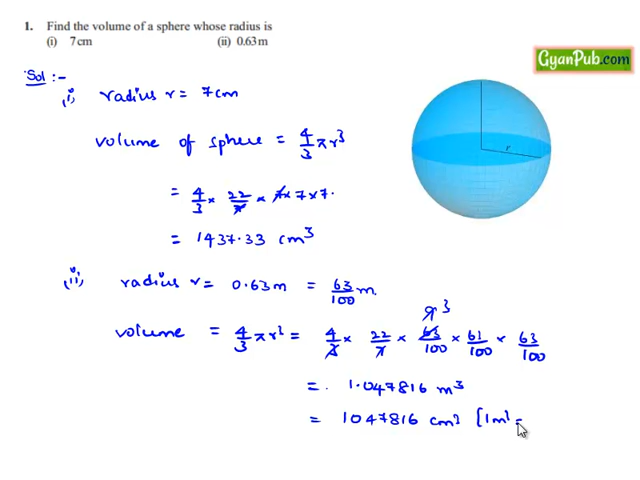 1. Find the volume of a sphere whose radius is
(i) 7 cm (ii) 0.63 m
GyanPub.com
Sol :-
(i) radius r = 7cm
volume of sphere = 4/3 πr³
= 4/3 × 22/7 × 7 × 7 × 7.
= 1437.33 cm³
r
(ii) radius r = 0.63m = 63/100 m.
9 3
volume = 4/3 πr³ = 4/3 × 22/7 × 63/100 × 63/100 × 63/100
= 1.047816 m³
= 1047816 cm³ [1m³ =